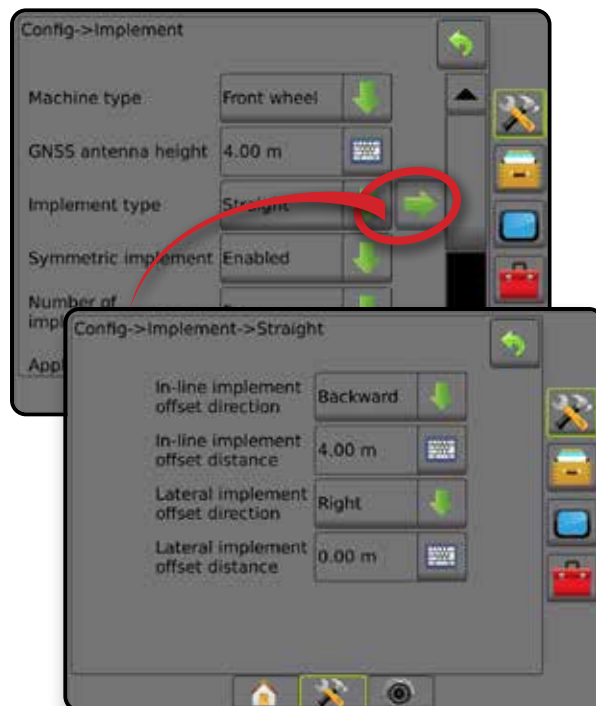 Config->Implement
Machine type Front wheel
GNSS antenna height 4.00 m
Implement type Straight
Symmetric implement Enabled
Number of
Config->Implement->Straight
In-line implement
offset direction Backward
In-line implement
offset distance 4.00 m
Lateral implement
offset direction Right
Lateral implement
offset distance 0.00 m